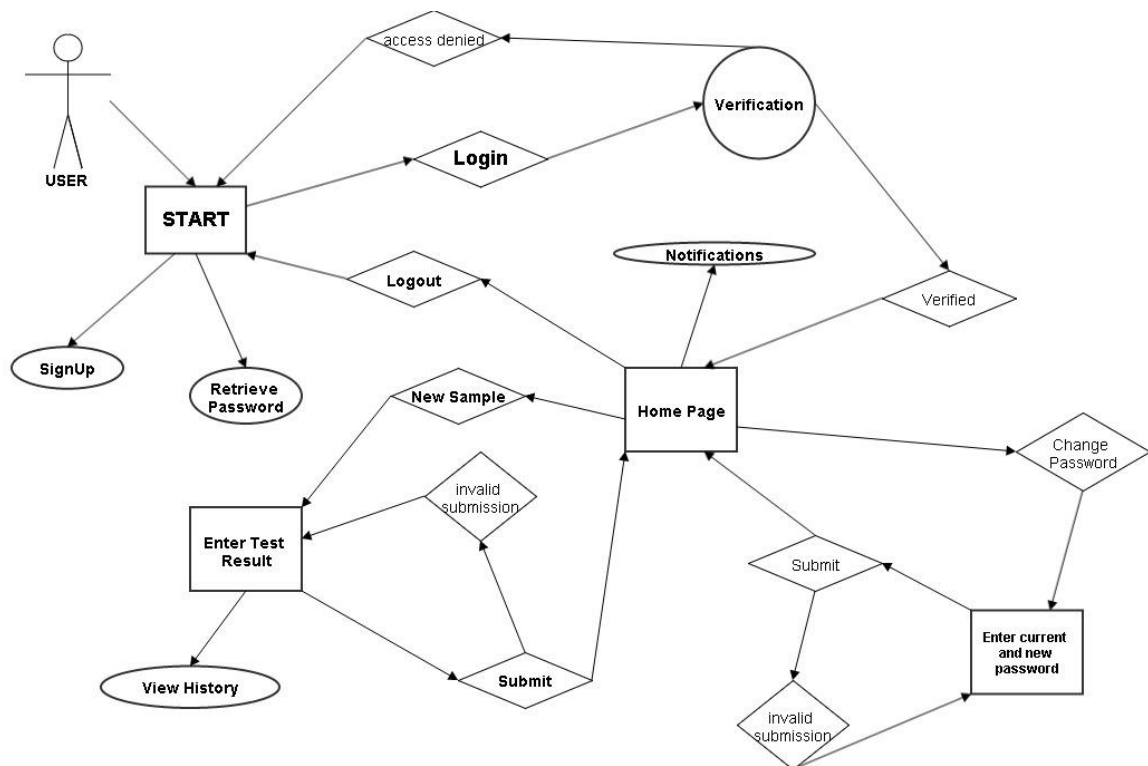 access denied
Verification
Login
USER
START
Notifications
Logout
Verified
SignUp
Retrieve
Password
New Sample
Home Page
Change
Password
invalid
submission
Enter Test
Result
Submit
Enter current
and new
password
View History
Submit
invalid
submission